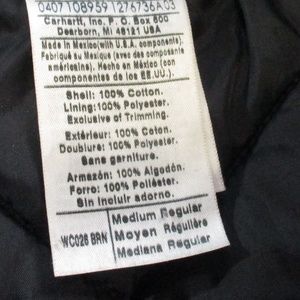 0407108959 1276736A03
Carhartt, Inc. P.O. Box 600
Dearborn, MI 48121 USA
Made in Mexico(with U.S.A. components)
Fabriqué au Mexique (avec des composants
américains). Hecho en México (con
componentes de los EE.UU.).
Shell: 100% Cotton.
Lining:100% Polyester.
Exclusive of Trimming.
Extérieur: 100% Coton.
Doublure: 100% Polyester.
Sans garniture.
Armazón: 100% Algodón.
Forro: 100% Poliéster.
Sin incluir adorno.
WC026 BRN
Medium Regular
Moyen Régulière
Mediana Regular